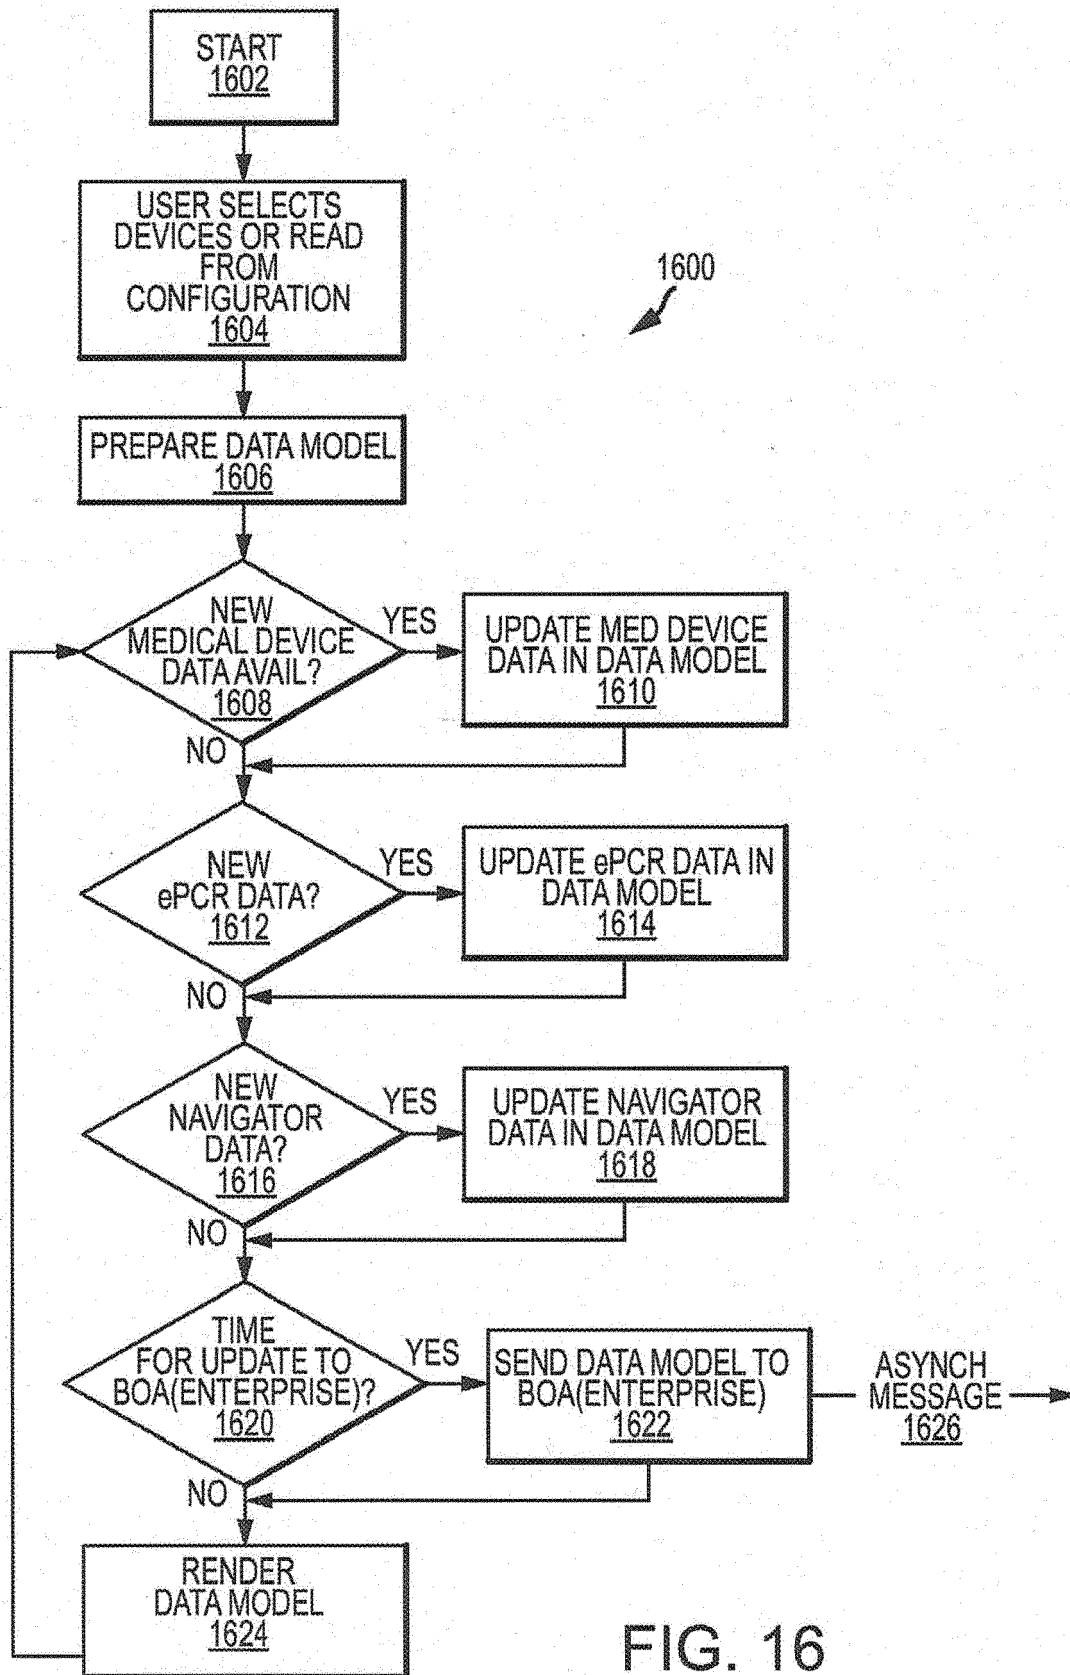 START
1602
USER SELECTS
DEVICES OR READ
FROM
CONFIGURATION
1604
1600
PREPARE DATA MODEL
1606
NEW
MEDICAL DEVICE
DATA AVAIL?
1608
YES
NO
UPDATE MED DEVICE
DATA IN DATA MODEL
1610
NEW
ePCR DATA?
1612
YES
NO
UPDATE ePCR DATA IN
DATA MODEL
1614
NEW
NAVIGATOR
DATA?
1616
YES
NO
UPDATE NAVIGATOR
DATA IN DATA MODEL
1618
TIME
FOR UPDATE TO
BOA(ENTERPRISE)?
1620
YES
NO
SEND DATA MODEL TO
BOA(ENTERPRISE)
1622
ASYNCH
MESSAGE
1626
RENDER
DATA MODEL
1624
FIG. 16